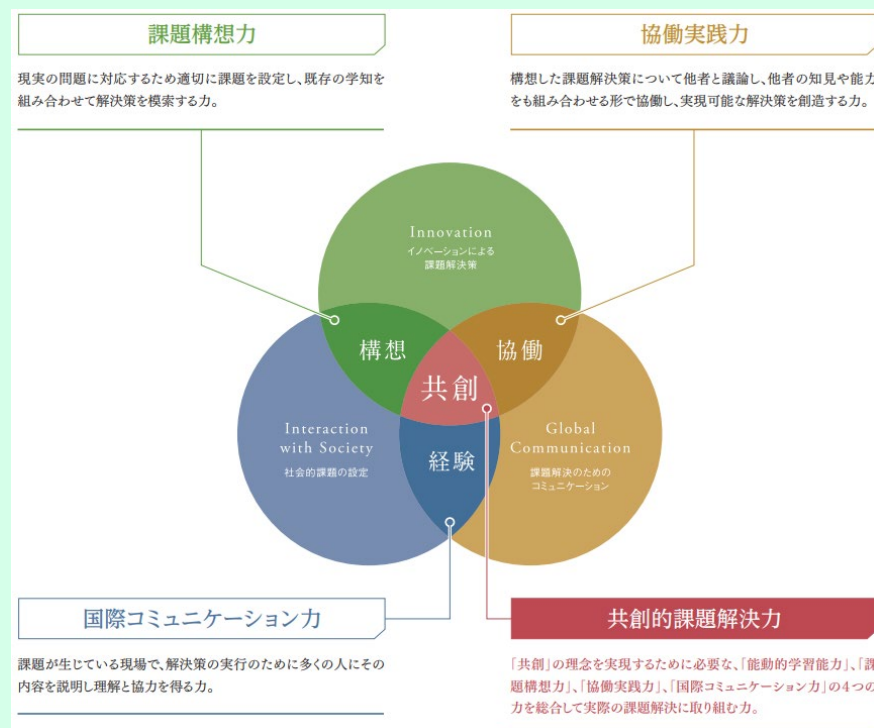 課題構想力
現実の問題に対応するため適切に課題を設定し、既存の学知を
組み合わせて解決策を模索する力。
協働実践力
構想した課題解決策について他者と議論し、他者の知見や能力
をも組み合わせる形で協働し、実現可能な解決策を創造する力。
Innovation
イノベーションによる
課題解決策
構想
協働
共創
Interaction
with Society
社会的課題の設定
経験
Global
Communication
課題解決のための
コミュニケーション
国際コミュニケーション力
課題が生じている現場で、解決策の実行のために多くの人にその
内容を説明し理解と協力を得る力。
共創的課題解決力
「共創」の理念を実現するために必要な、「能動的学習能力」、「課
題構想力」、「協働実践力」、「国際コミュニケーション力」の4つの
力を総合して実際の課題解決に取り組む力。